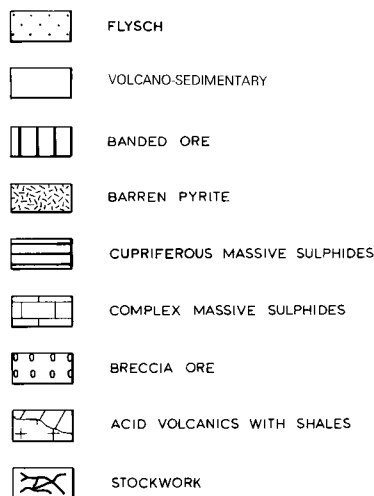 FLYSCH
VOLCANO-SEDIMENTARY
BANDED ORE
BARREN PYRITE
CUPRIFEROUS MASSIVE SULPHIDES
COMPLEX MASSIVE SULPHIDES
BRECCIA ORE
ACID VOLCANICS WITH SHALES
STOCKWORK